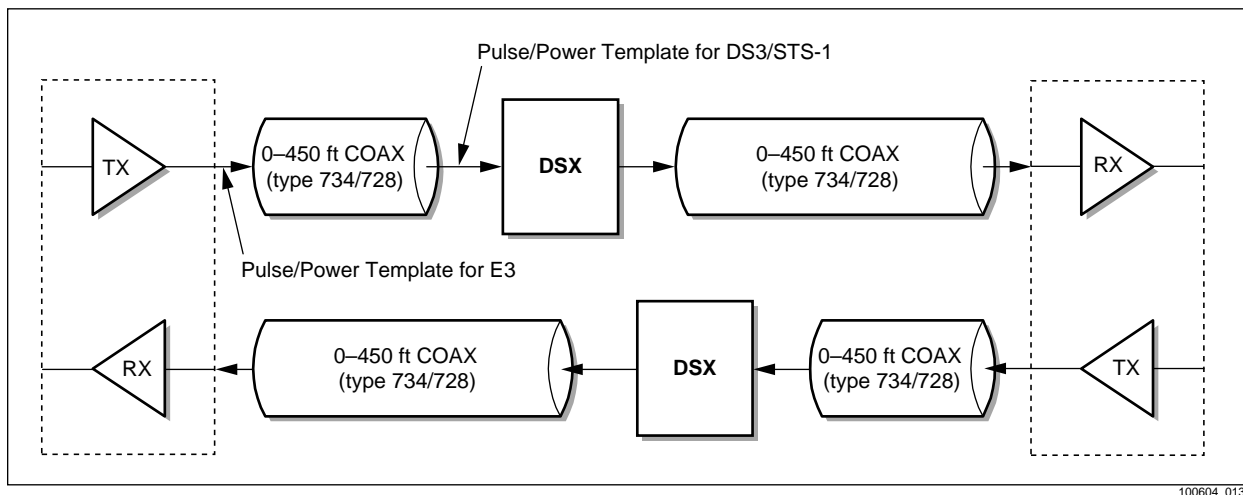 Pulse/Power Template for DS3/STS-1
TX
0–450 ft COAX
(type 734/728)
DSX
0–450 ft COAX
(type 734/728)
RX
Pulse/Power Template for E3
RX
0–450 ft COAX
(type 734/728)
DSX
0–450 ft COAX
(type 734/728)
TX
100604_013